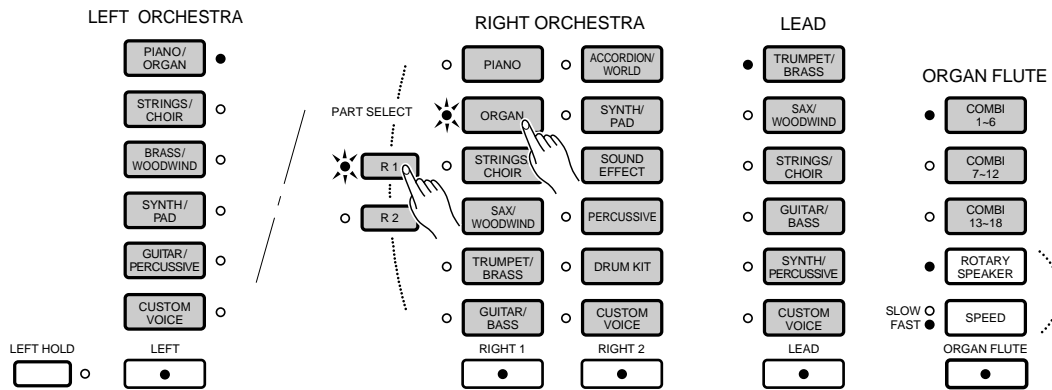 LEFT ORCHESTRA
PIANO/
ORGAN
STRINGS/
CHOIR
BRASS/
WOODWIND
SYNTH/
PAD
GUITAR/
PERCUSSIVE
CUSTOM
VOICE
LEFT HOLD
LEFT
PART SELECT
R 1
R 2
RIGHT ORCHESTRA
PIANO
ORGAN
STRINGS/
CHOIR
SAX/
WOODWIND
TRUMPET/
BRASS
GUITAR/
BASS
RIGHT 1
ACCORDION/
WORLD
SYNTH/
PAD
SOUND
EFFECT
PERCUSSIVE
DRUM KIT
CUSTOM
VOICE
RIGHT 2
LEAD
TRUMPET/
BRASS
SAX/
WOODWIND
STRINGS/
CHOIR
GUITAR/
BASS
SYNTH/
PERCUSSIVE
CUSTOM
VOICE
LEAD
ORGAN FLUTE
COMBI
1~6
COMBI
7~12
COMBI
13~18
ROTARY
SPEAKER
SLOW
FAST
SPEED
ORGAN FLUTE